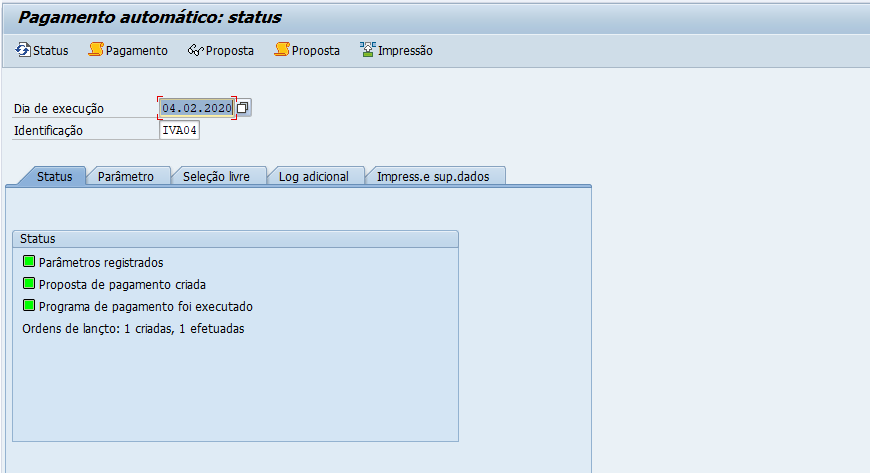 Pagamento automático: status
Status Pagamento Proposta Proposta Impressão
Dia de execução 04.02.2020
Identificação IVA04
Status Parâmetro Seleção livre Log adicional Impress.e sup.dados
Status
Parâmetros registrados
Proposta de pagamento criada
Programa de pagamento foi executado
Ordens de lançto: 1 criadas, 1 efetuadas